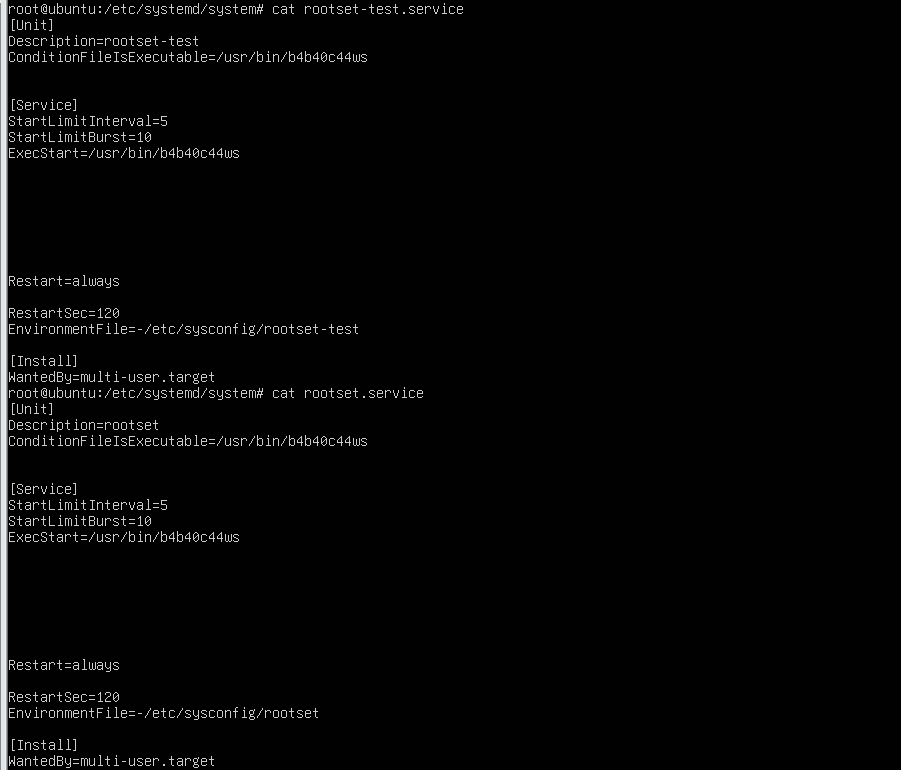 root@ubuntu:/etc/systemd/system# cat rootset-test.service
[Unit]
Description=rootset-test
ConditionFileIsExecutable=/usr/bin/b4b40c44ws
[Service]
StartLimitInterval=5
StartLimitBurst=10
ExecStart=/usr/bin/b4b40c44ws
Restart=always
RestartSec=120
EnvironmentFile=-/etc/sysconfig/rootset-test
[Install]
WantedBy=multi-user.target
root@ubuntu:/etc/systemd/system# cat rootset.service
[Unit]
Description=rootset
ConditionFileIsExecutable=/usr/bin/b4b40c44ws
[Service]
StartLimitInterval=5
StartLimitBurst=10
ExecStart=/usr/bin/b4b40c44ws
Restart=always
RestartSec=120
EnvironmentFile=-/etc/sysconfig/rootset
[Install]
WantedBy=multi-user.target